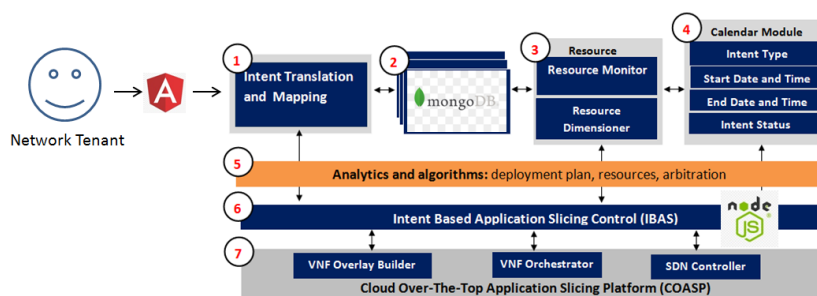 Network Tenant
A
1
Intent Translation
and Mapping
2
mongoDB
3
Resource
Resource Monitor
Resource
Dimensioner
4
Calendar Module
Intent Type
Start Date and Time
End Date and Time
Intent Status
5
Analytics and algorithms: deployment plan, resources, arbitration
6
Intent Based Application Slicing Control (IBAS)
node
JS
7
VNF Overlay Builder
VNF Orchestrator
SDN Controller
Cloud Over-The-Top Application Slicing Platform (COASP)